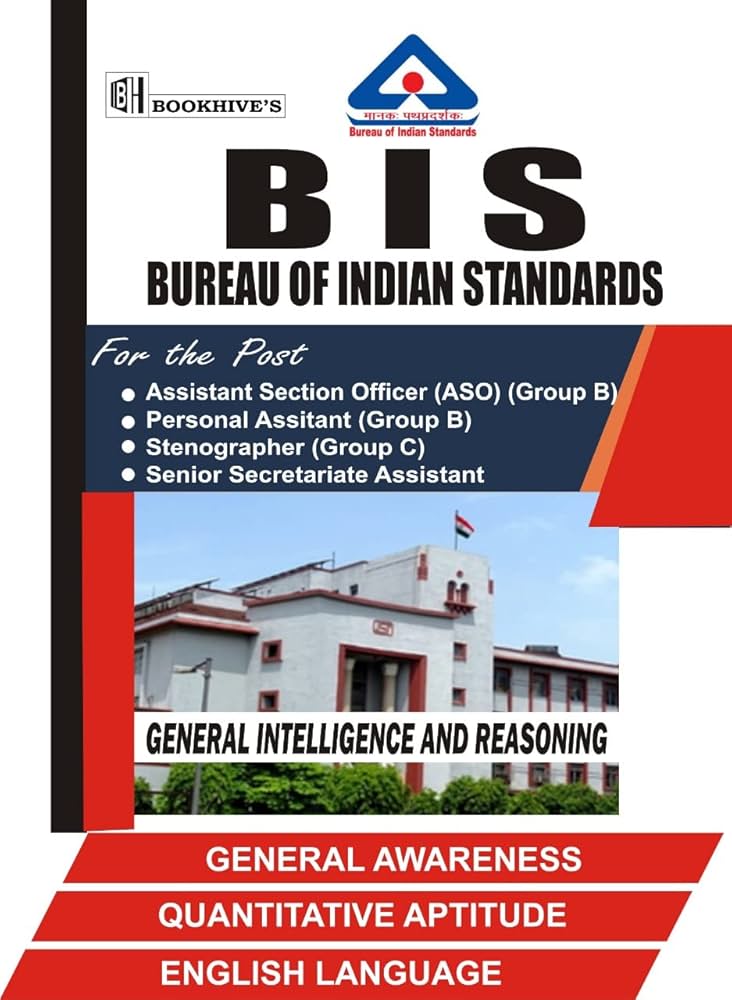 BH BOOKHIVE'S
मानकः पथप्रदर्शकः
Bureau of Indian Standards
BIS
BUREAU OF INDIAN STANDARDS
For the Post
Assistant Section Officer (ASO) (Group B)
Personal Assitant (Group B)
Stenographer (Group C)
Senior Secretariate Assistant
GENERAL INTELLIGENCE AND REASONING
GENERAL AWARENESS
QUANTITATIVE APTITUDE
ENGLISH LANGUAGE